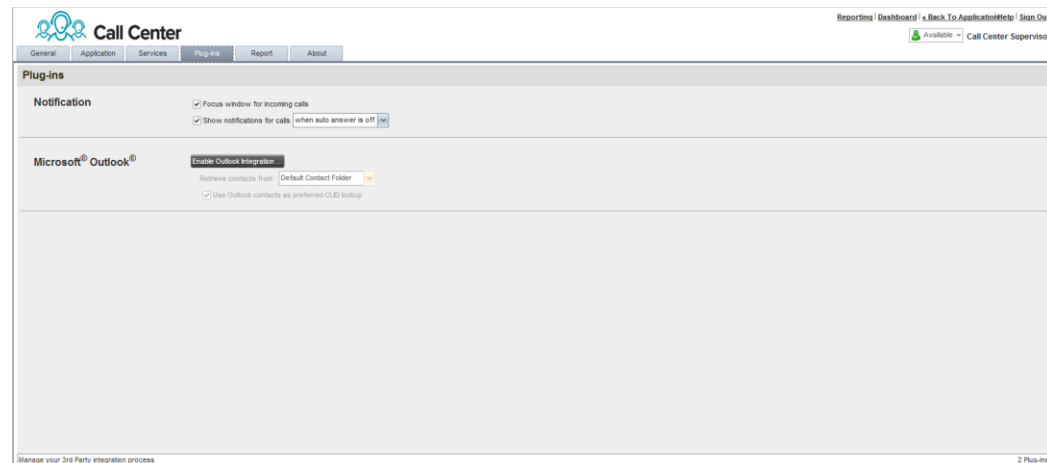 Reporting | Dashboard | « Back To Application Help | Sign Ou
Call Center
Available Call Center Superviso
General Application Services Plug-ins Report About
Plug-ins
Notification
Focus window for incoming calls
Show notifications for calls when auto answer is off
Microsoft® Outlook®
Enable Outlook Integration ...
Retrieve contacts from Default Contact Folder
Use Outlook contacts as preferred CLID lookup
Manage your 3rd Party integration process 2 Plug-ins